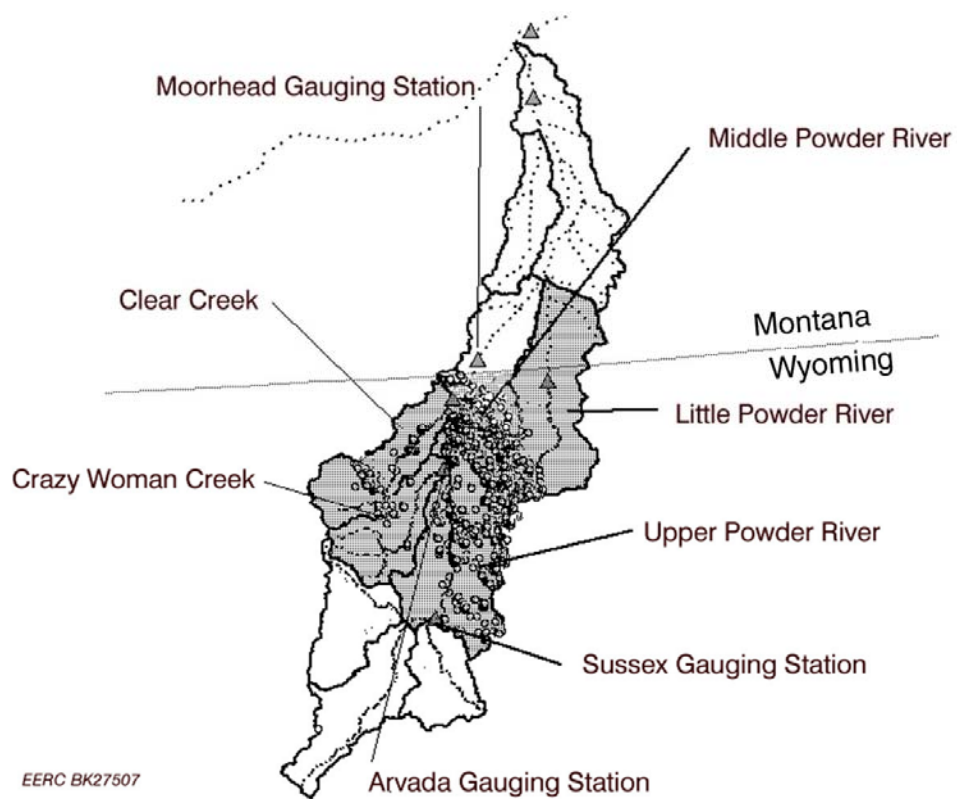 Moorhead Gauging Station
Middle Powder River
Clear Creek
Montana
Wyoming
Little Powder River
Crazy Woman Creek
Upper Powder River
Sussex Gauging Station
EERC BK27507
Arvada Gauging Station